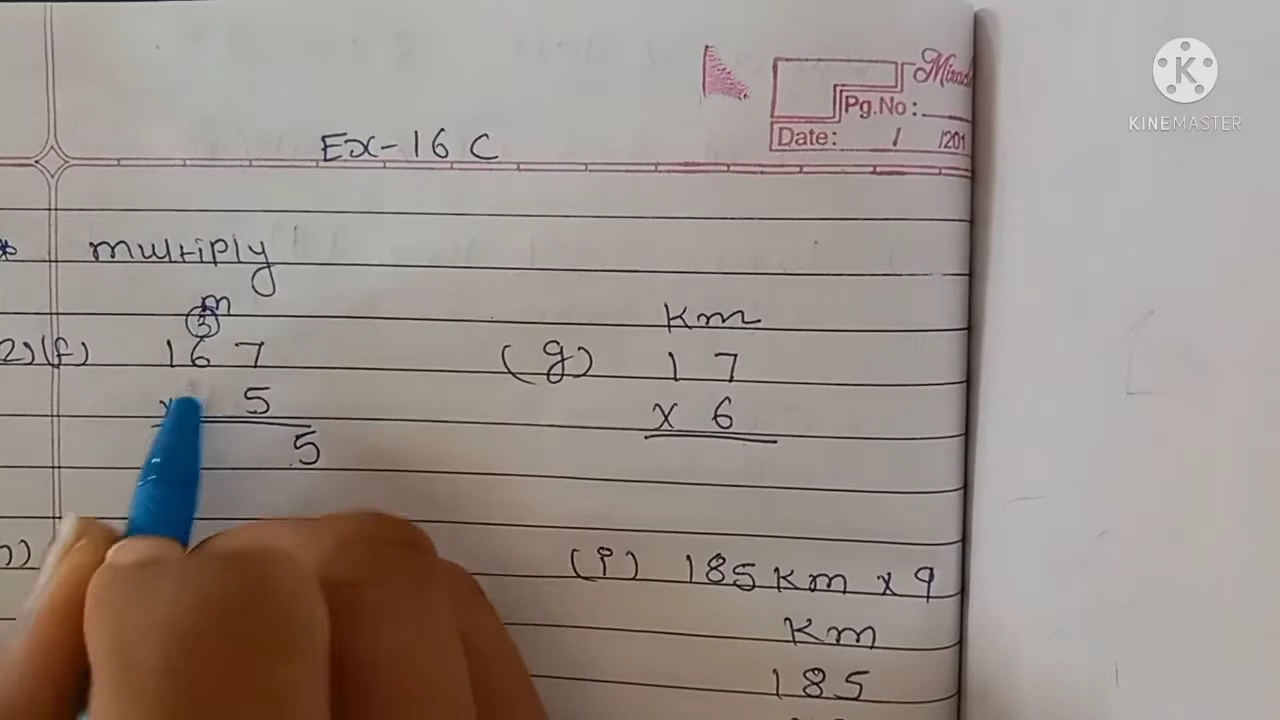 KINEMASTER
Pg.No:
Date: / /201
Ex-16 C
multiply
m
3
2)(f) 167
x 5
5
Km
(g) 17
x 6
(i) 185 Km x 9
Km
185